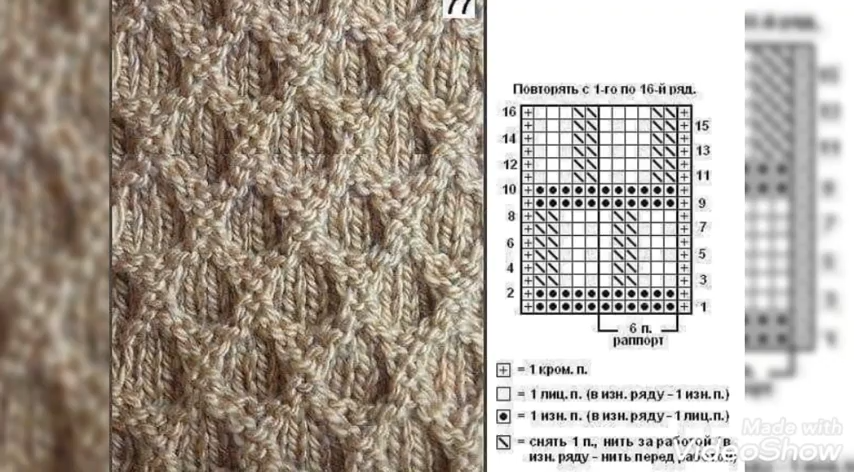 77
Повторять с 1-го по 16-й ряд.
16
15
14
13
12
11
10
9
8
7
6
5
4
3
2
1
6 п.
раппорт
= 1 кром. п.
= 1 лиц. п. (в изн. ряду - 1 изн. п.)
= 1 изн. п. (в изн. ряду - 1 лиц. п.)
= снять 1 п., нить за работой (в
изн. ряду - нить перед работой)
Made with
VideoShow